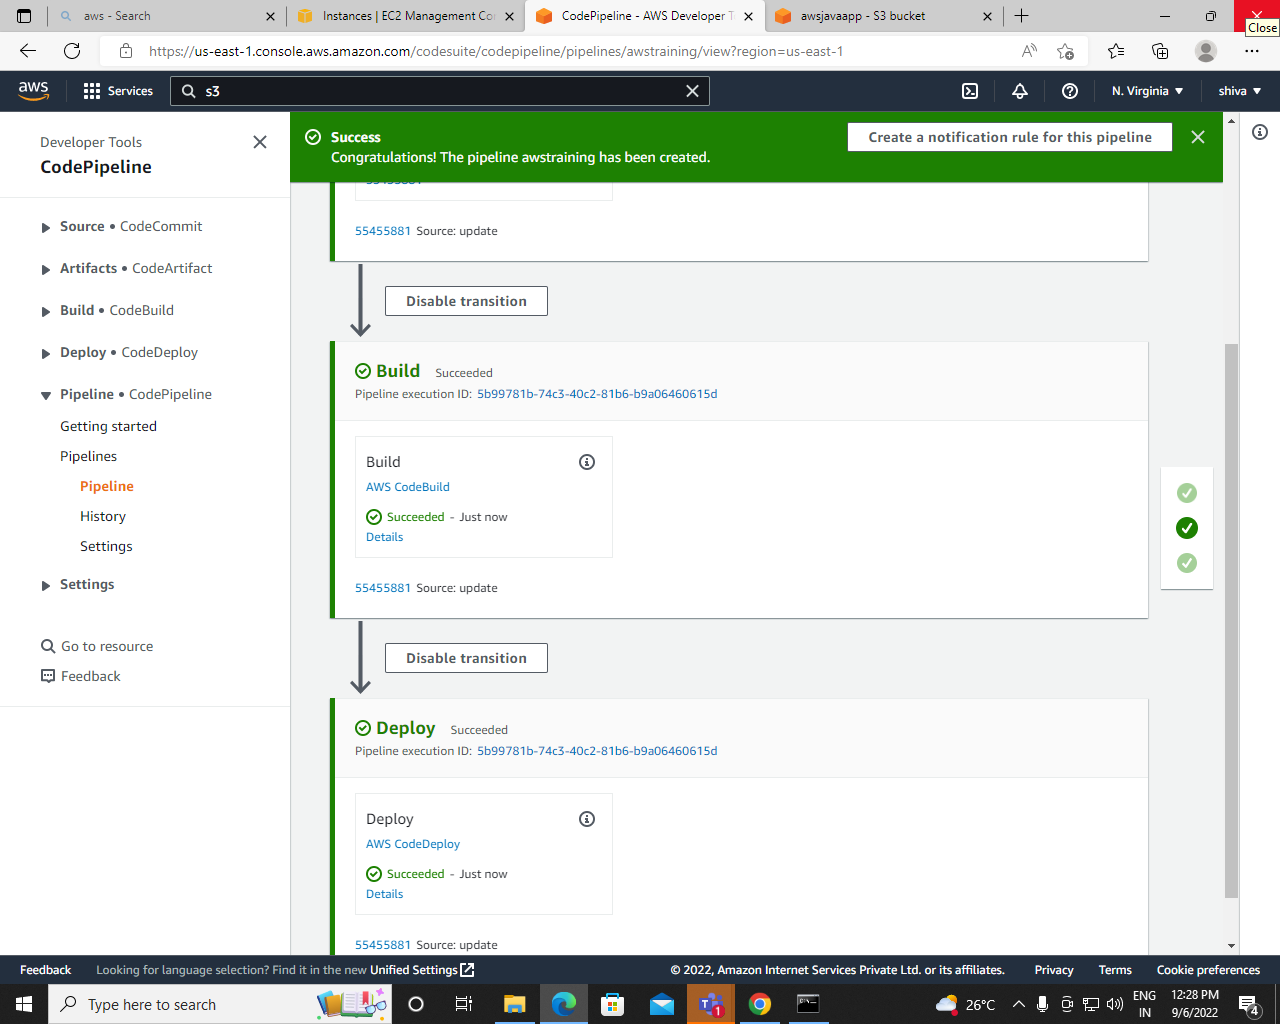 aws - Search
Instances | EC2 Management Con
CodePipeline - AWS Developer T
awsjavaapp - S3 bucket
Close
https://us-east-1.console.aws.amazon.com/codesuite/codepipeline/pipelines/awstraining/view?region=us-east-1
aws
Services
s3
N. Virginia
shiva
Developer Tools
CodePipeline
Source • CodeCommit
Artifacts • CodeArtifact
Build • CodeBuild
Deploy • CodeDeploy
Pipeline • CodePipeline
Getting started
Pipelines
Pipeline
History
Settings
Settings
Go to resource
Feedback
Success
Congratulations! The pipeline awstraining has been created.
Create a notification rule for this pipeline
55455881 Source: update
Disable transition
Build Succeeded
Pipeline execution ID: 5b99781b-74c3-40c2-81b6-b9a06460615d
Build
AWS CodeBuild
Succeeded - Just now
Details
55455881 Source: update
Disable transition
Deploy Succeeded
Pipeline execution ID: 5b99781b-74c3-40c2-81b6-b9a06460615d
Deploy
AWS CodeDeploy
Succeeded - Just now
Details
55455881 Source: update
Feedback
Looking for language selection? Find it in the new Unified Settings
© 2022, Amazon Internet Services Private Ltd. or its affiliates.
Privacy
Terms
Cookie preferences
Type here to search
1
26°C
ENG
IN
12:28 PM
9/6/2022
4